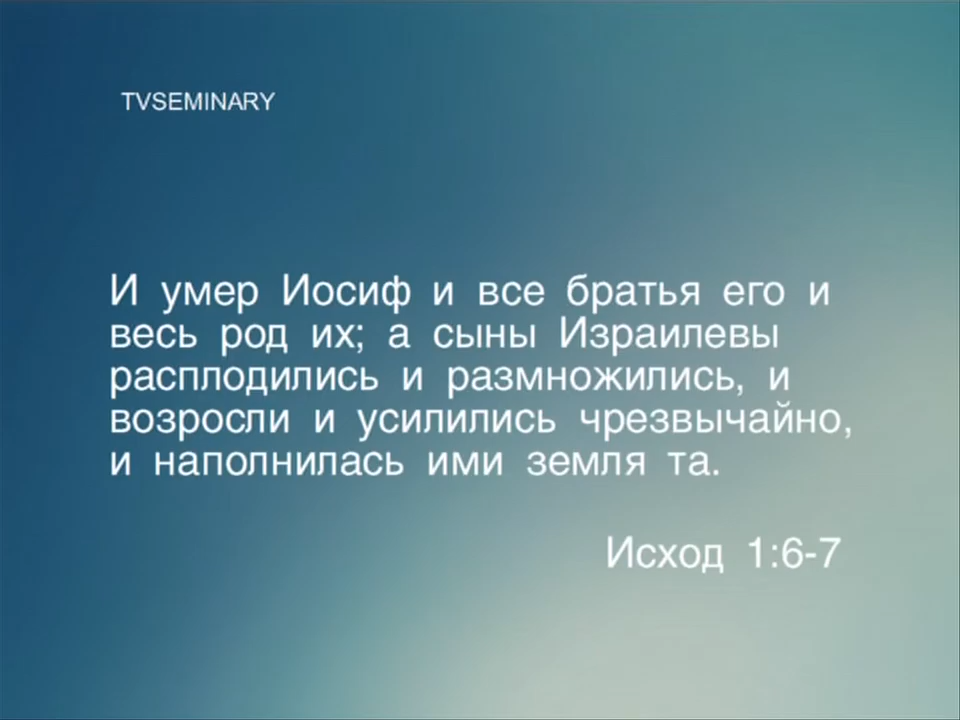 TVSEMINARY
И умер Иосиф и все братья его и
весь род их; а сыны Израилевы
расплодились и размножились, и
возросли и усилились чрезвычайно,
и наполнилась ими земля та.
Исход 1:6-7